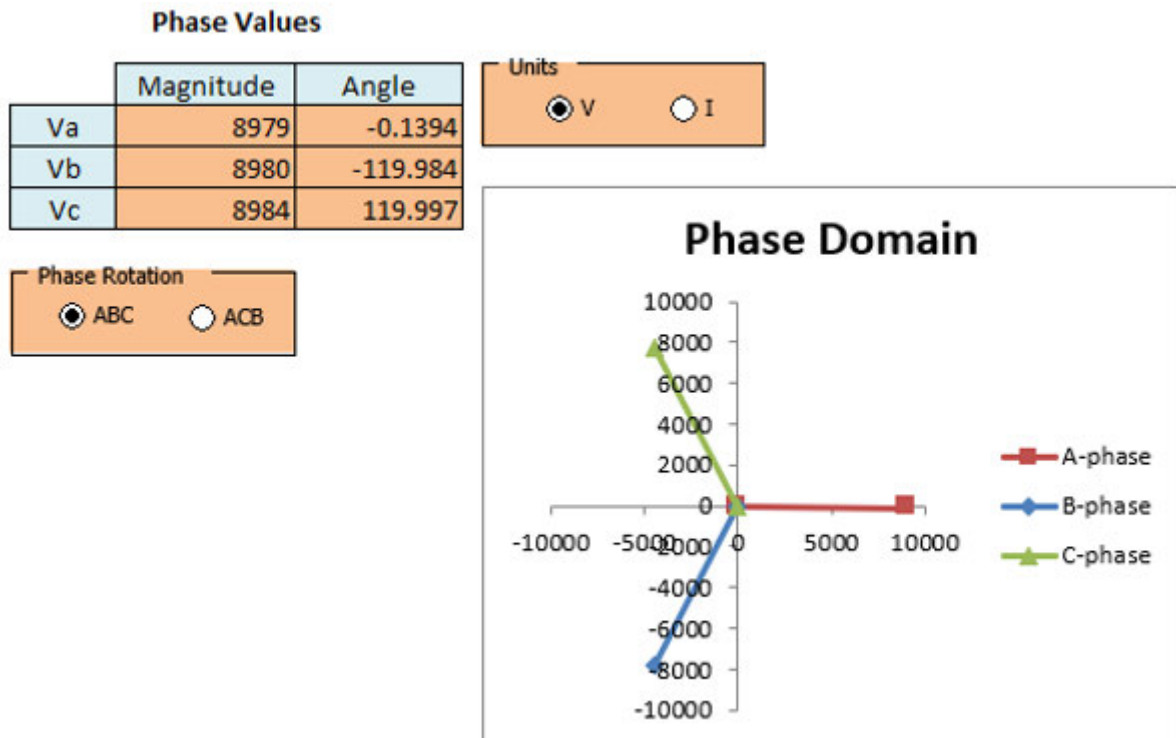 Phase Values
Magnitude Angle
Va 8979 -0.1394
Vb 8980 -119.984
Vc 8984 119.997
Units
V I
Phase Rotation
ABC ACB
Phase Domain
10000
8000
6000
4000
2000
0
-2000
-4000
-6000
-8000
-10000
-10000 -5000 0 5000 10000
A-phase
B-phase
C-phase